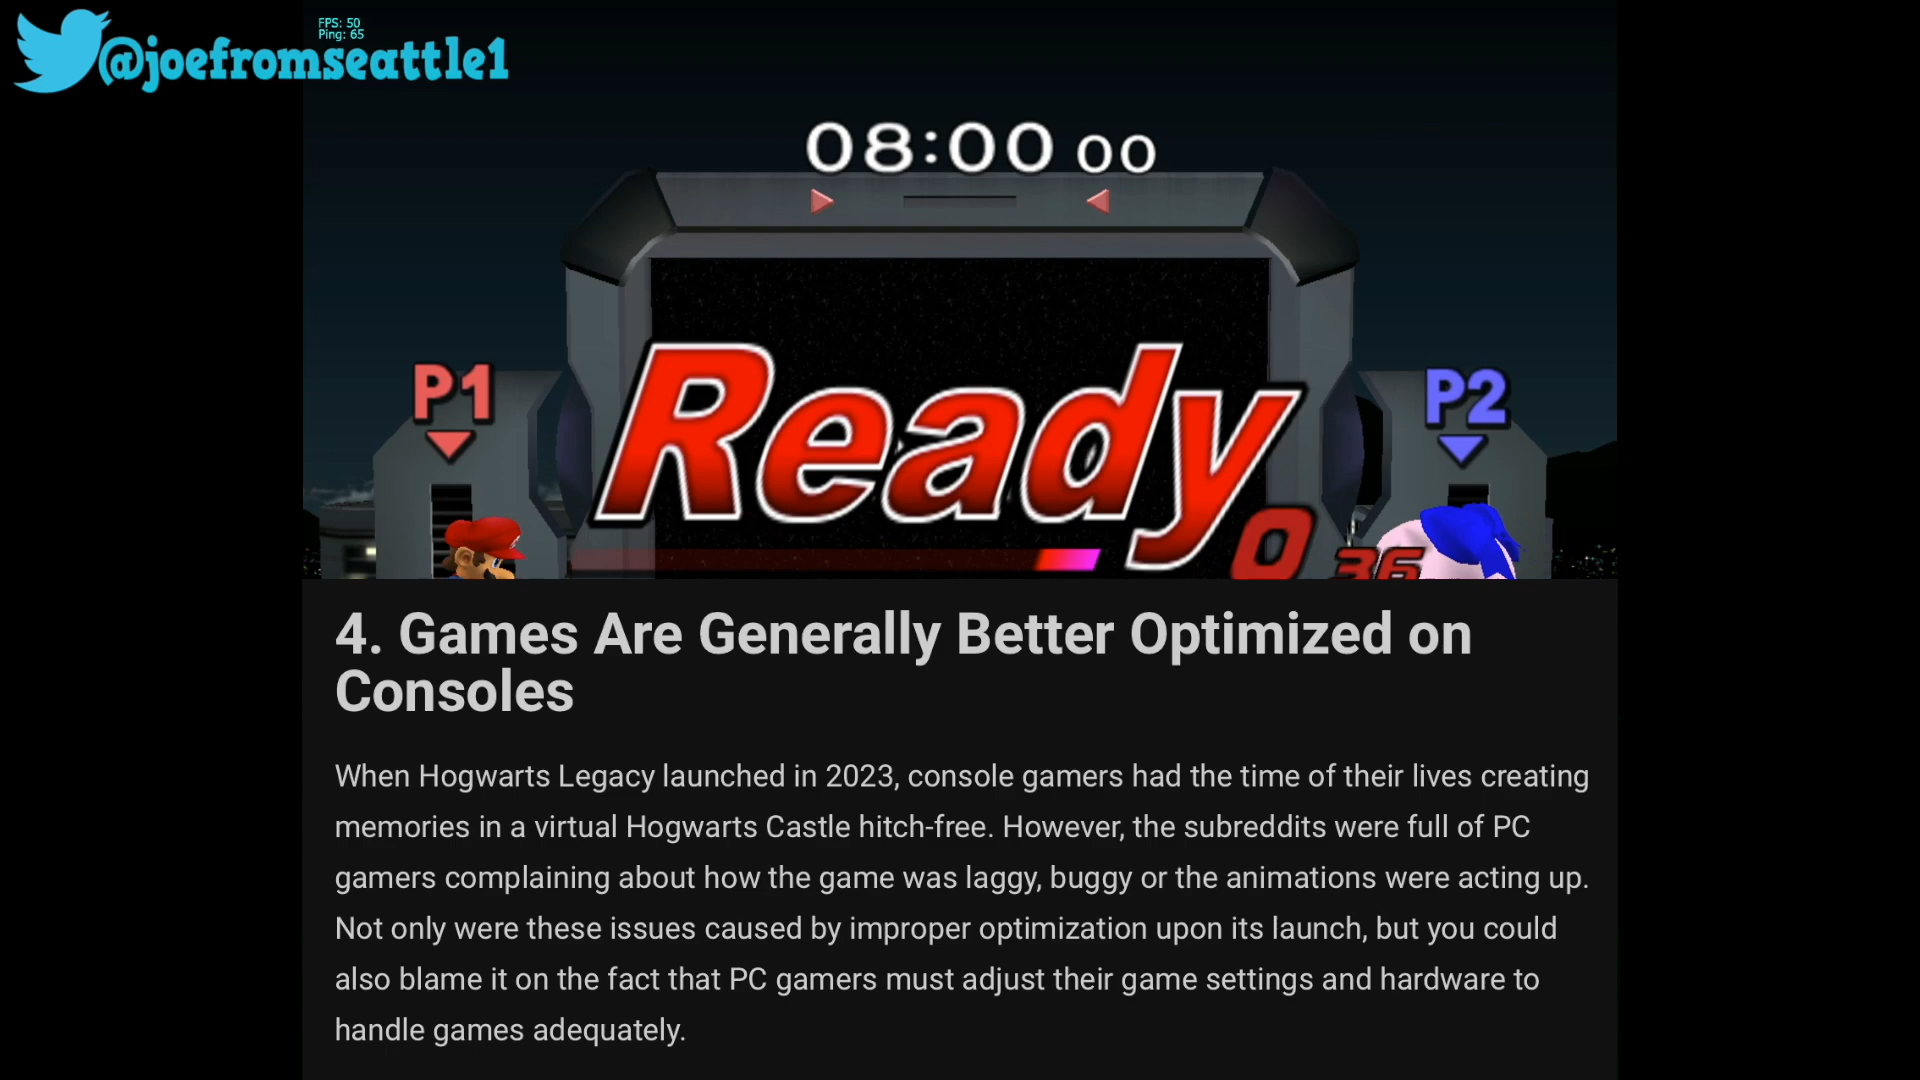 FPS: 50
Ping: 65
@joefromseattle1
08:00 00
P1
P2
Ready
0 36
4. Games Are Generally Better Optimized on
Consoles
When Hogwarts Legacy launched in 2023, console gamers had the time of their lives creating
memories in a virtual Hogwarts Castle hitch-free. However, the subreddits were full of PC
gamers complaining about how the game was laggy, buggy or the animations were acting up.
Not only were these issues caused by improper optimization upon its launch, but you could
also blame it on the fact that PC gamers must adjust their game settings and hardware to
handle games adequately.